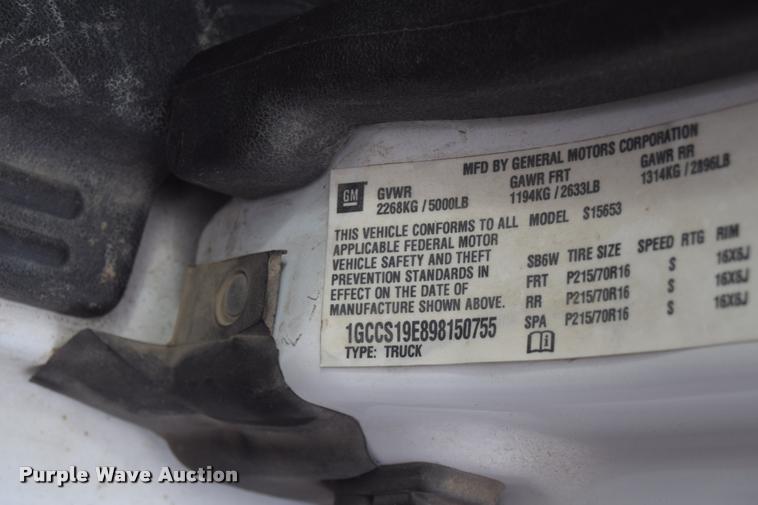 MFD BY GENERAL MOTORS CORPORATION
GM GVWR GAWR FRT GAWR RR
2268KG / 5000LB 1194KG / 2633LB 1314KG / 2896LB
THIS VEHICLE CONFORMS TO ALL MODEL S15653
APPLICABLE FEDERAL MOTOR
VEHICLE SAFETY AND THEFT SB6W TIRE SIZE SPEED RTG RIM
PREVENTION STANDARDS IN FRT P215/70R16 S 16X6J
EFFECT ON THE DATE OF RR P215/70R16 S 16X6J
MANUFACTURE SHOWN ABOVE. SPA P215/70R16 S 16X6J
1GCCS19E898150755
TYPE: TRUCK
Purple Wave Auction